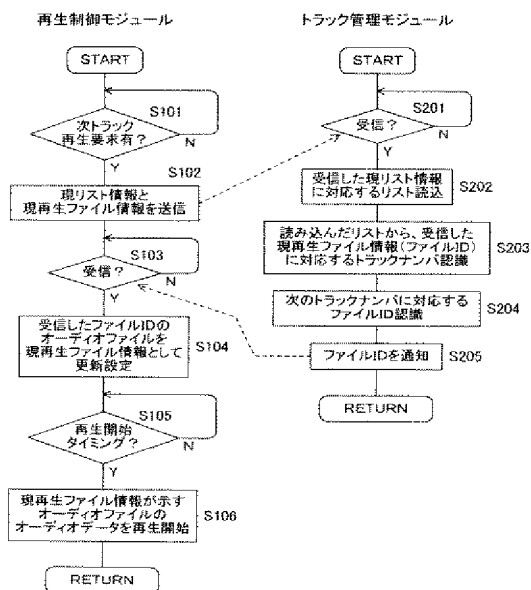 再生制御モジュール
START
S101
次トラック
再生要求有?
N
Y
S102
現リスト情報と
現再生ファイル情報を送信
S103
受信?
N
Y
受信したファイルIDの
オーディオファイルを
現再生ファイル情報として
更新設定
S104
S105
再生開始
タイミング?
N
Y
現再生ファイル情報が示す
オーディオファイルの
オーディオデータを再生開始
S106
RETURN
トラック管理モジュール
START
S201
受信?
N
Y
受信した現リスト情報
に対応するリスト読込
S202
読み込んだリストから、受信した
現再生ファイル情報(ファイルID)
に対応するトラックナンバ認識
S203
次のトラックナンバに対応する
ファイルID認識
S204
ファイルIDを通知
S205
RETURN